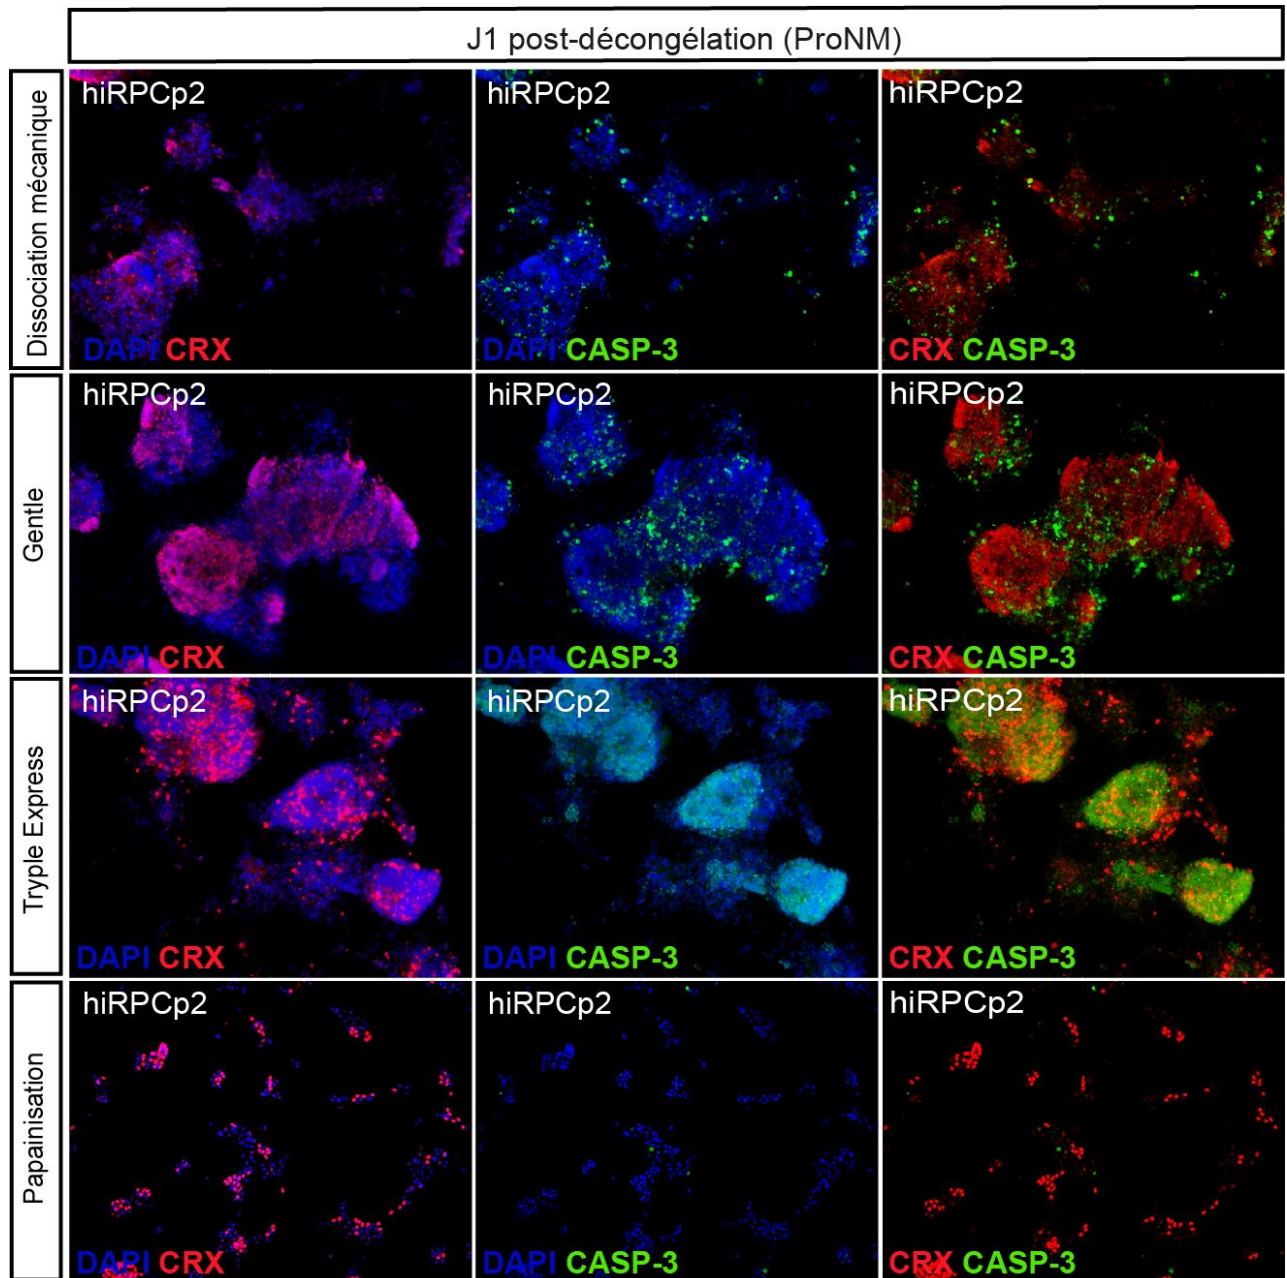 J1 post-décongélation (ProNM)
Dissociation mécanique
hiRPCp2
DAPI CRX
hiRPCp2
DAPI CASP-3
hiRPCp2
CRX CASP-3
Gentle
hiRPCp2
DAPI CRX
hiRPCp2
DAPI CASP-3
hiRPCp2
CRX CASP-3
Tryple Express
hiRPCp2
DAPI CRX
hiRPCp2
DAPI CASP-3
hiRPCp2
CRX CASP-3
Papainisation
hiRPCp2
DAPI CRX
hiRPCp2
DAPI CASP-3
hiRPCp2
CRX CASP-3